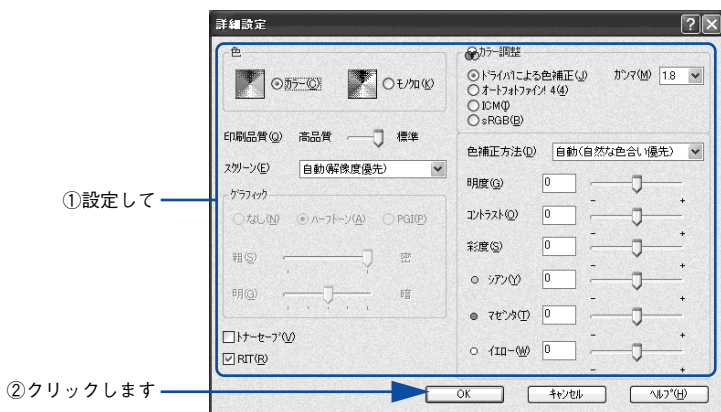 詳細設定
色
カラー(C)
モノクロ(K)
印刷品質(Q) 高品質 標準
スクリーン(E) 自動(解像度優先)
グラフィック
なし(N) ハーフトーン(A) PGI(P)
粗(S) 密
明(G) 暗
トナーセーブ(V)
RIT(R)
カラー調整
ドライバによる色補正(J) ガンマ(M) 1.8
オートフォトファイン!4(4)
ICM(I)
sRGB(B)
色補正方法(D) 自動(自然な色合い優先)
明度(G) 0
- +
コントラスト(O) 0
- +
彩度(S) 0
- +
シアン(Y) 0
- +
マゼンタ(T) 0
- +
イエロー(W) 0
- +
OK キャンセル ヘルプ(H)
①設定して
②クリックします